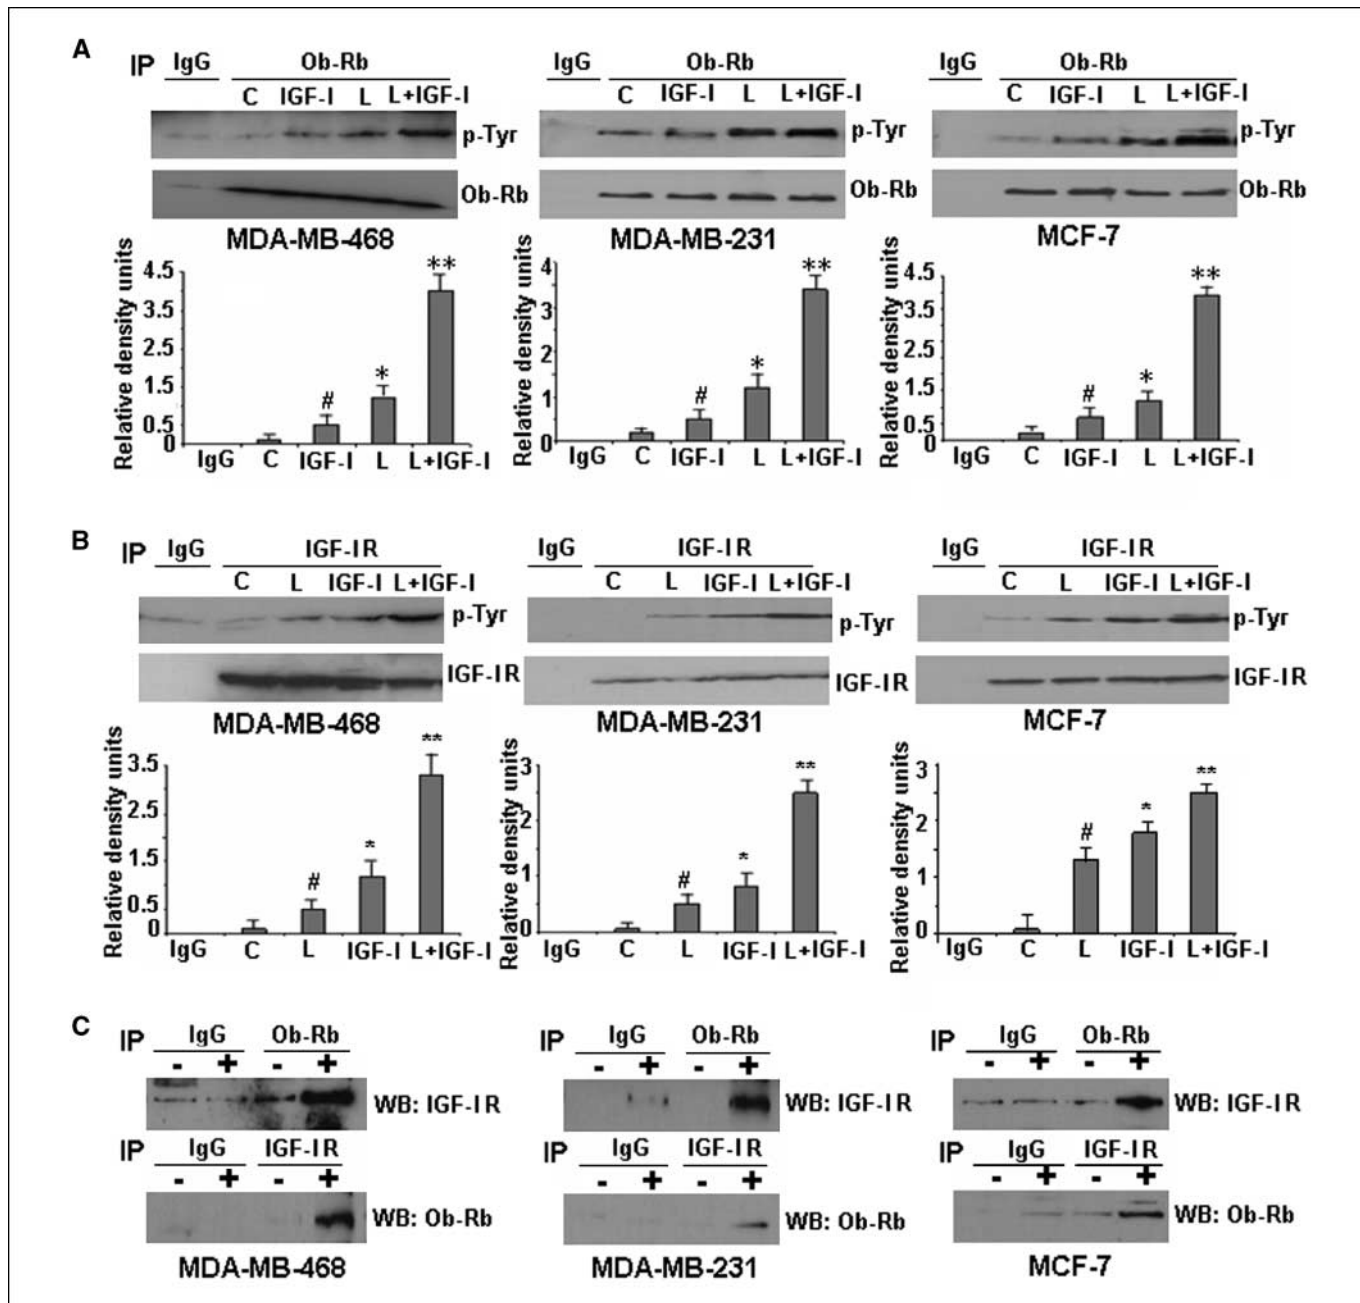 A
IP IgG Ob-Rb IgG Ob-Rb IgG Ob-Rb
C IGF-I L L+IGF-I C IGF-I L L+IGF-I C IGF-I L L+IGF-I
p-Tyr p-Tyr p-Tyr
Ob-Rb Ob-Rb Ob-Rb
MDA-MB-468 MDA-MB-231 MCF-7
Relative density units
4.5
3.5
2.5
1.5
0.5
0
# * **
IgG C IGF-I L L+IGF-I
Relative density units
4
3
2
1
0
# * **
IgG C IGF-I L L+IGF-I
Relative density units
4.5
3.5
2.5
1.5
0.5
0
# * **
IgG C IGF-I L L+IGF-I
B
IP IgG IGF-IR IgG IGF-IR IgG IGF-IR
C L IGF-I L+IGF-I C L IGF-I L+IGF-I C L IGF-I L+IGF-I
p-Tyr p-Tyr p-Tyr
IGF-IR IGF-IR IGF-IR
MDA-MB-468 MDA-MB-231 MCF-7
Relative density units
3.5
2.5
1.5
0.5
0
# * **
IgG C L IGF-I L+IGF-I
Relative density units
3
2
1
0
# * **
IgG C L IGF-I L+IGF-I
Relative density units
3
2
1
0
# * **
IgG C L IGF-I L+IGF-I
C
IP IgG Ob-Rb IP IgG Ob-Rb IP IgG Ob-Rb
- + - + - + - + - + - +
WB: IGF-IR WB: IGF-IR WB: IGF-IR
IP IgG IGF-IR IP IgG IGF-IR IP IgG IGF-IR
- + - + - + - + - + - +
WB: Ob-Rb WB: Ob-Rb WB: Ob-Rb
MDA-MB-468 MDA-MB-231 MCF-7